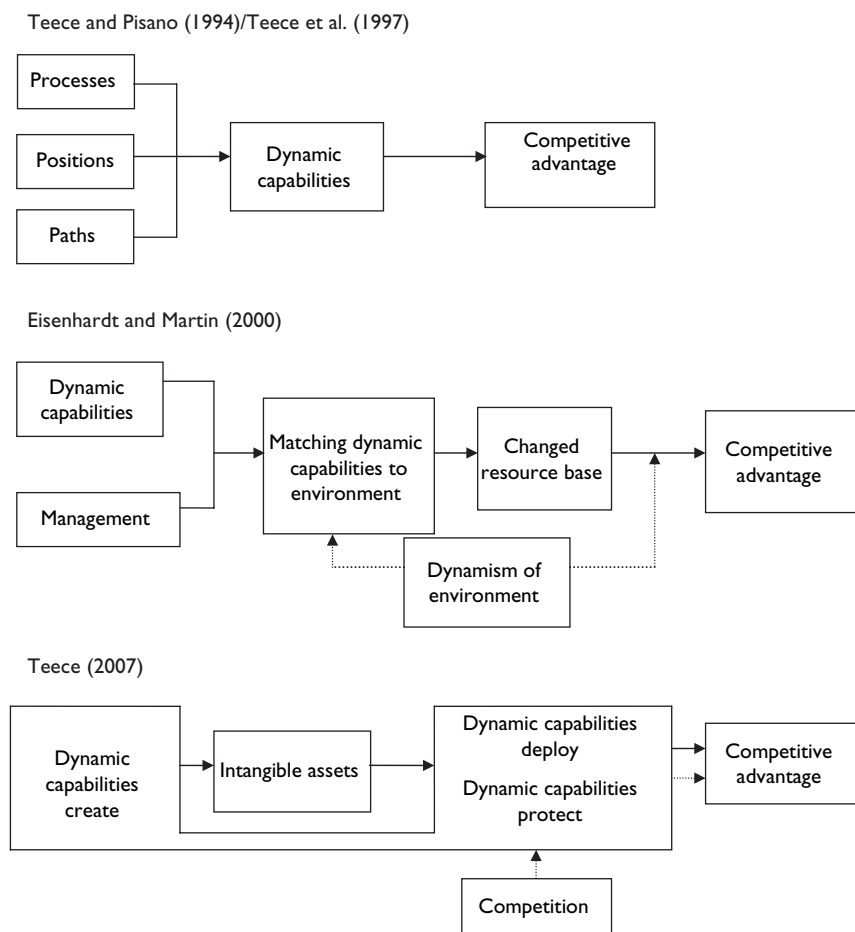 Teece and Pisano (1994)/Teece et al. (1997)
Processes
Positions
Paths
Dynamic
capabilities
Competitive
advantage
Eisenhardt and Martin (2000)
Dynamic
capabilities
Management
Matching dynamic
capabilities to
environment
Changed
resource base
Competitive
advantage
Dynamism of
environment
Teece (2007)
Dynamic
capabilities
create
Intangible assets
Dynamic capabilities
deploy
Dynamic capabilities
protect
Competitive
advantage
Competition